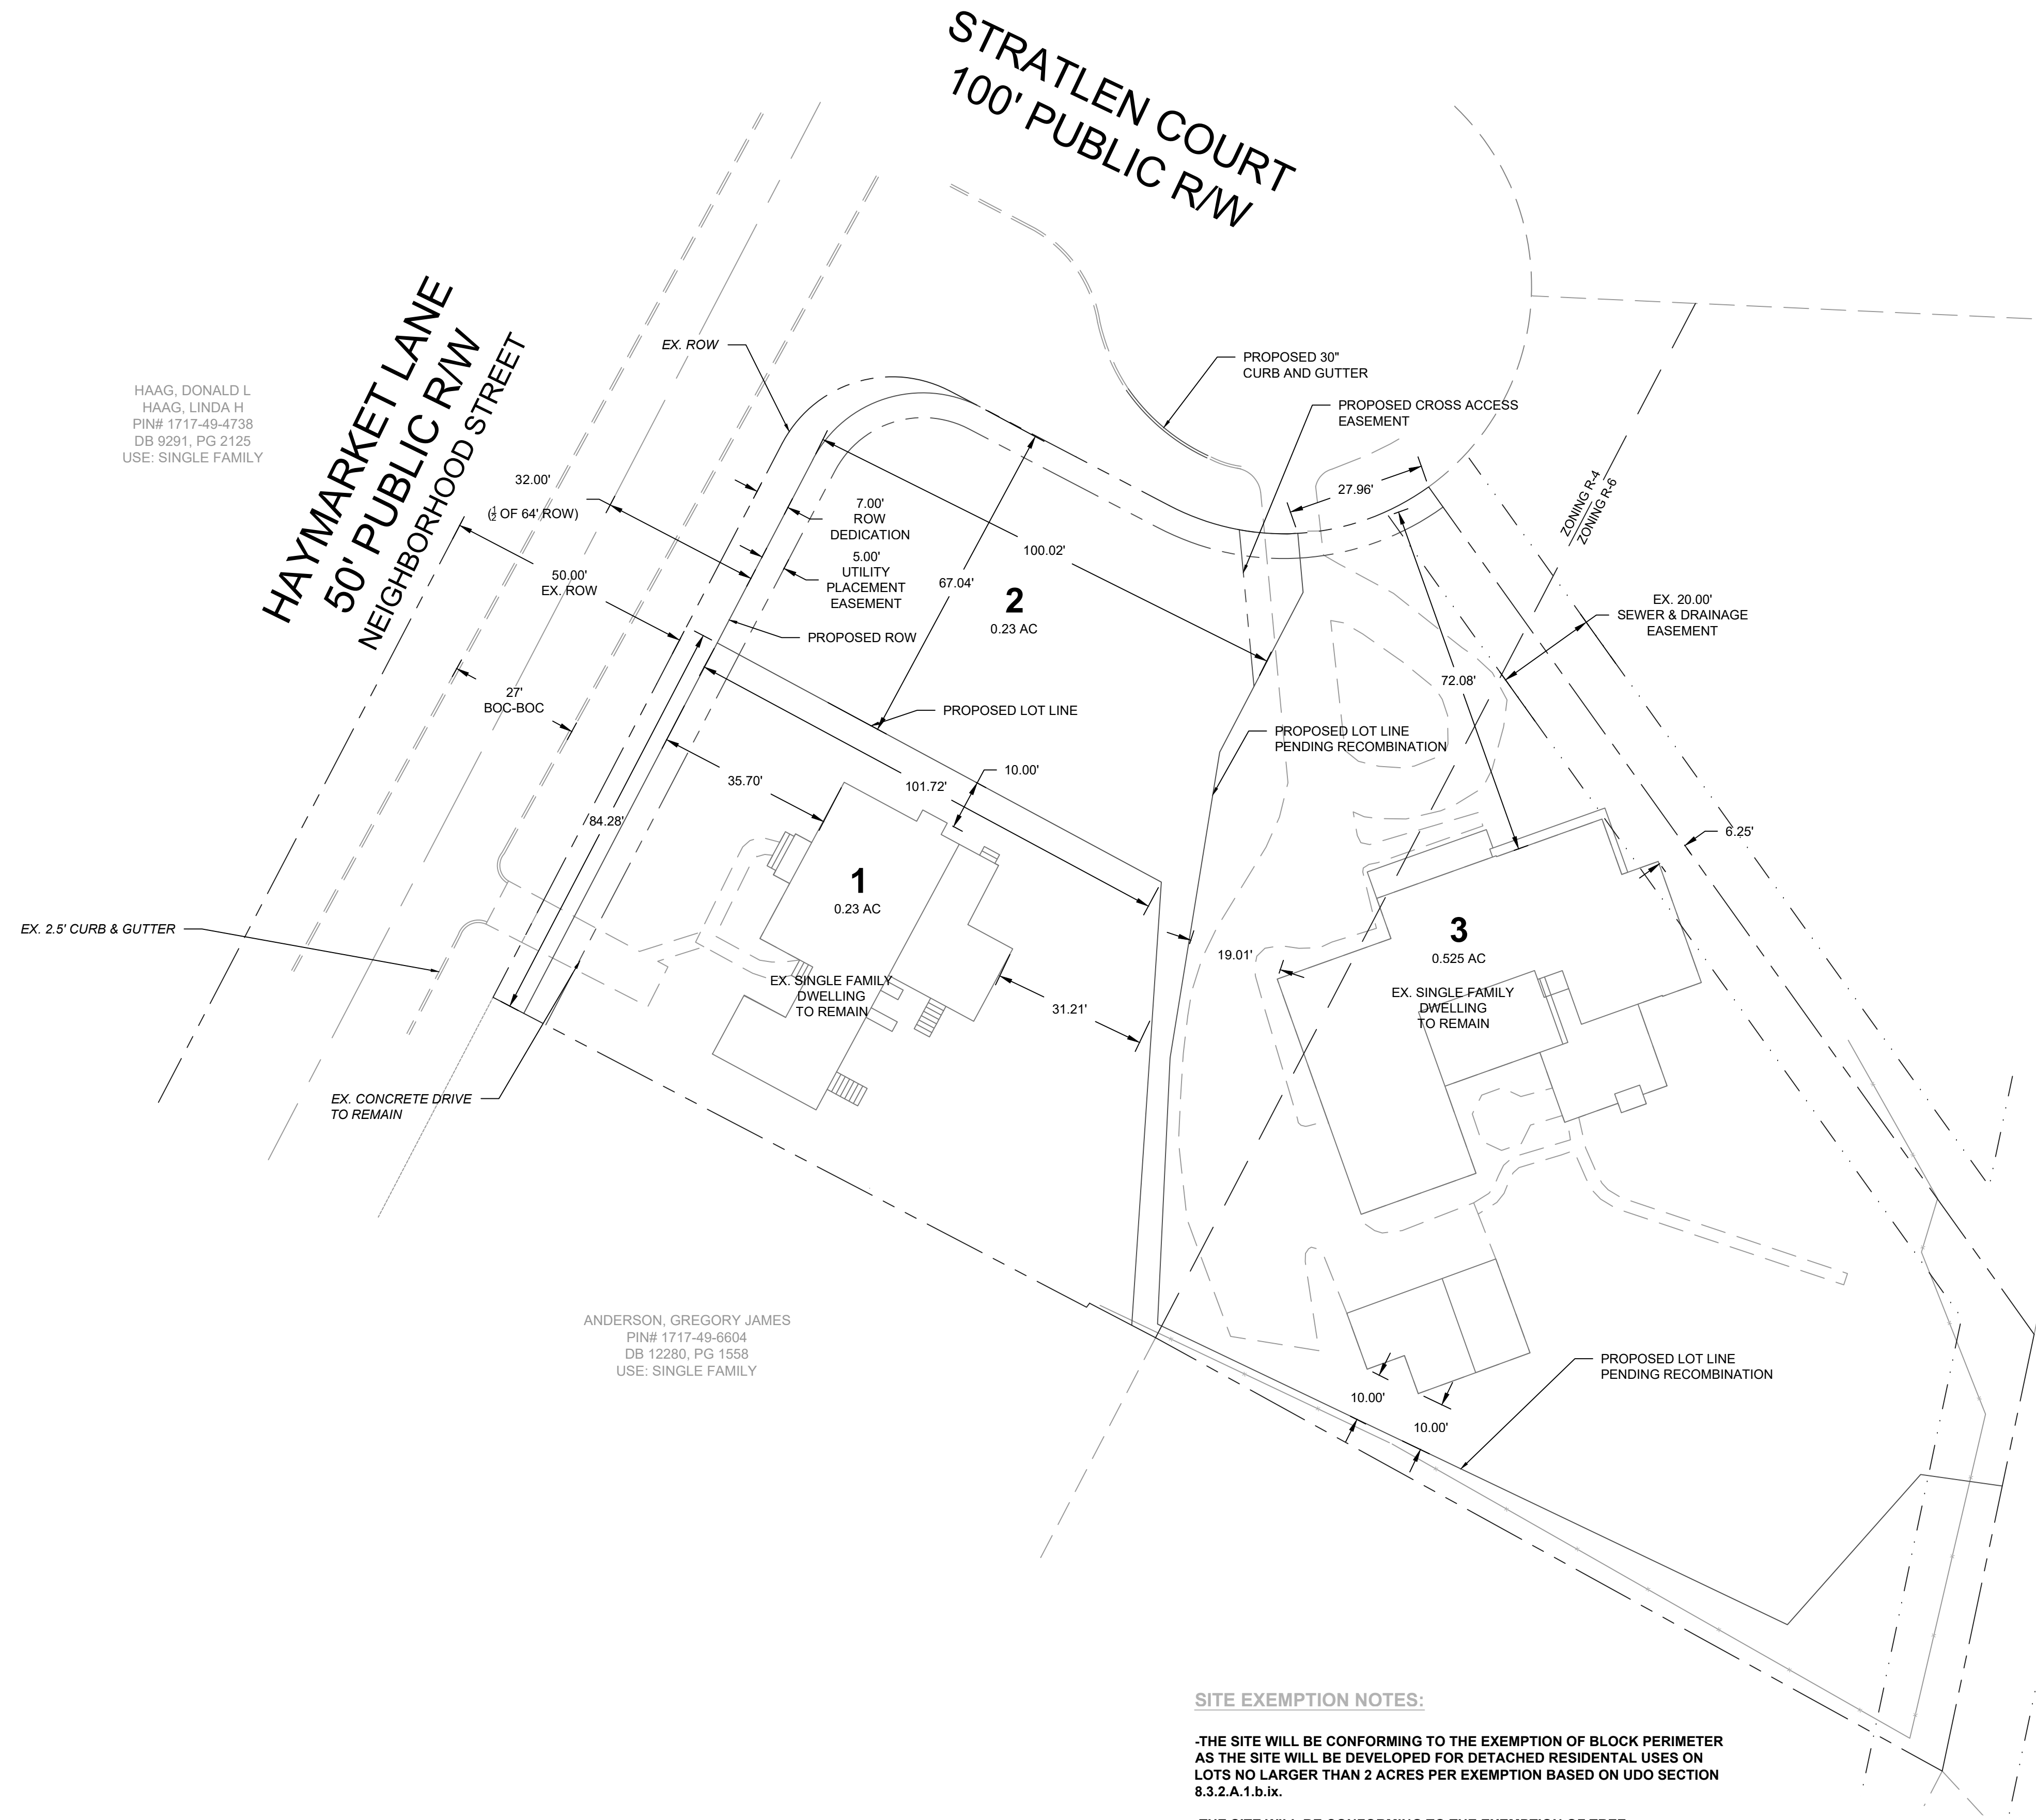 STRATLEN COURT
100' PUBLIC R/W
HAYMARKET LANE
50' PUBLIC R/W
NEIGHBORHOOD STREET
HAAG, DONALD L
HAAG, LINDA H
PIN# 1717-49-4738
DB 9291, PG 2125
USE: SINGLE FAMILY
EX. ROW
PROPOSED 30"
CURB AND GUTTER
PROPOSED CROSS ACCESS
EASEMENT
32.00'
(½ OF 64' ROW)
7.00'
ROW
DEDICATION
5.00'
UTILITY
PLACEMENT
EASEMENT
50.00'
EX. ROW
PROPOSED ROW
27'
BOC-BOC
100.02'
67.04'
2
0.23 AC
27.96'
ZONING R-4
ZONING R-6
EX. 20.00'
SEWER & DRAINAGE
EASEMENT
72.08'
PROPOSED LOT LINE
PROPOSED LOT LINE
PENDING RECOMBINATION
10.00'
35.70'
101.72'
84.28'
6.25'
1
0.23 AC
EX. SINGLE FAMILY
DWELLING
TO REMAIN
3
0.525 AC
EX. SINGLE FAMILY
DWELLING
TO REMAIN
19.01'
31.21'
EX. 2.5' CURB & GUTTER
EX. CONCRETE DRIVE
TO REMAIN
ANDERSON, GREGORY JAMES
PIN# 1717-49-6604
DB 12280, PG 1558
USE: SINGLE FAMILY
10.00'
10.00'
PROPOSED LOT LINE
PENDING RECOMBINATION
SITE EXEMPTION NOTES:
-THE SITE WILL BE CONFORMING TO THE EXEMPTION OF BLOCK PERIMETER
AS THE SITE WILL BE DEVELOPED FOR DETACHED RESIDENTAL USES ON
LOTS NO LARGER THAN 2 ACRES PER EXEMPTION BASED ON UDO SECTION
8.3.2.A.1.b.ix.